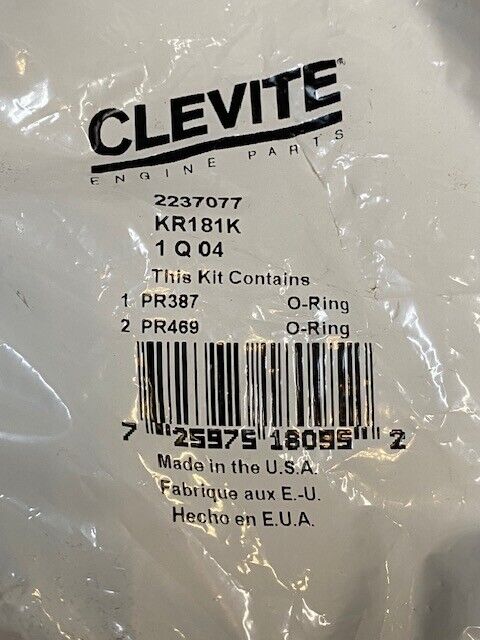 CLEVITE®
ENGINE PARTS
2237077
KR181K
1 Q 04
This Kit Contains
1 PR387 O-Ring
2 PR469 O-Ring
7 25975 18095 2
Made in the U.S.A.
Fabrique aux E.-U.
Hecho en E.U.A.